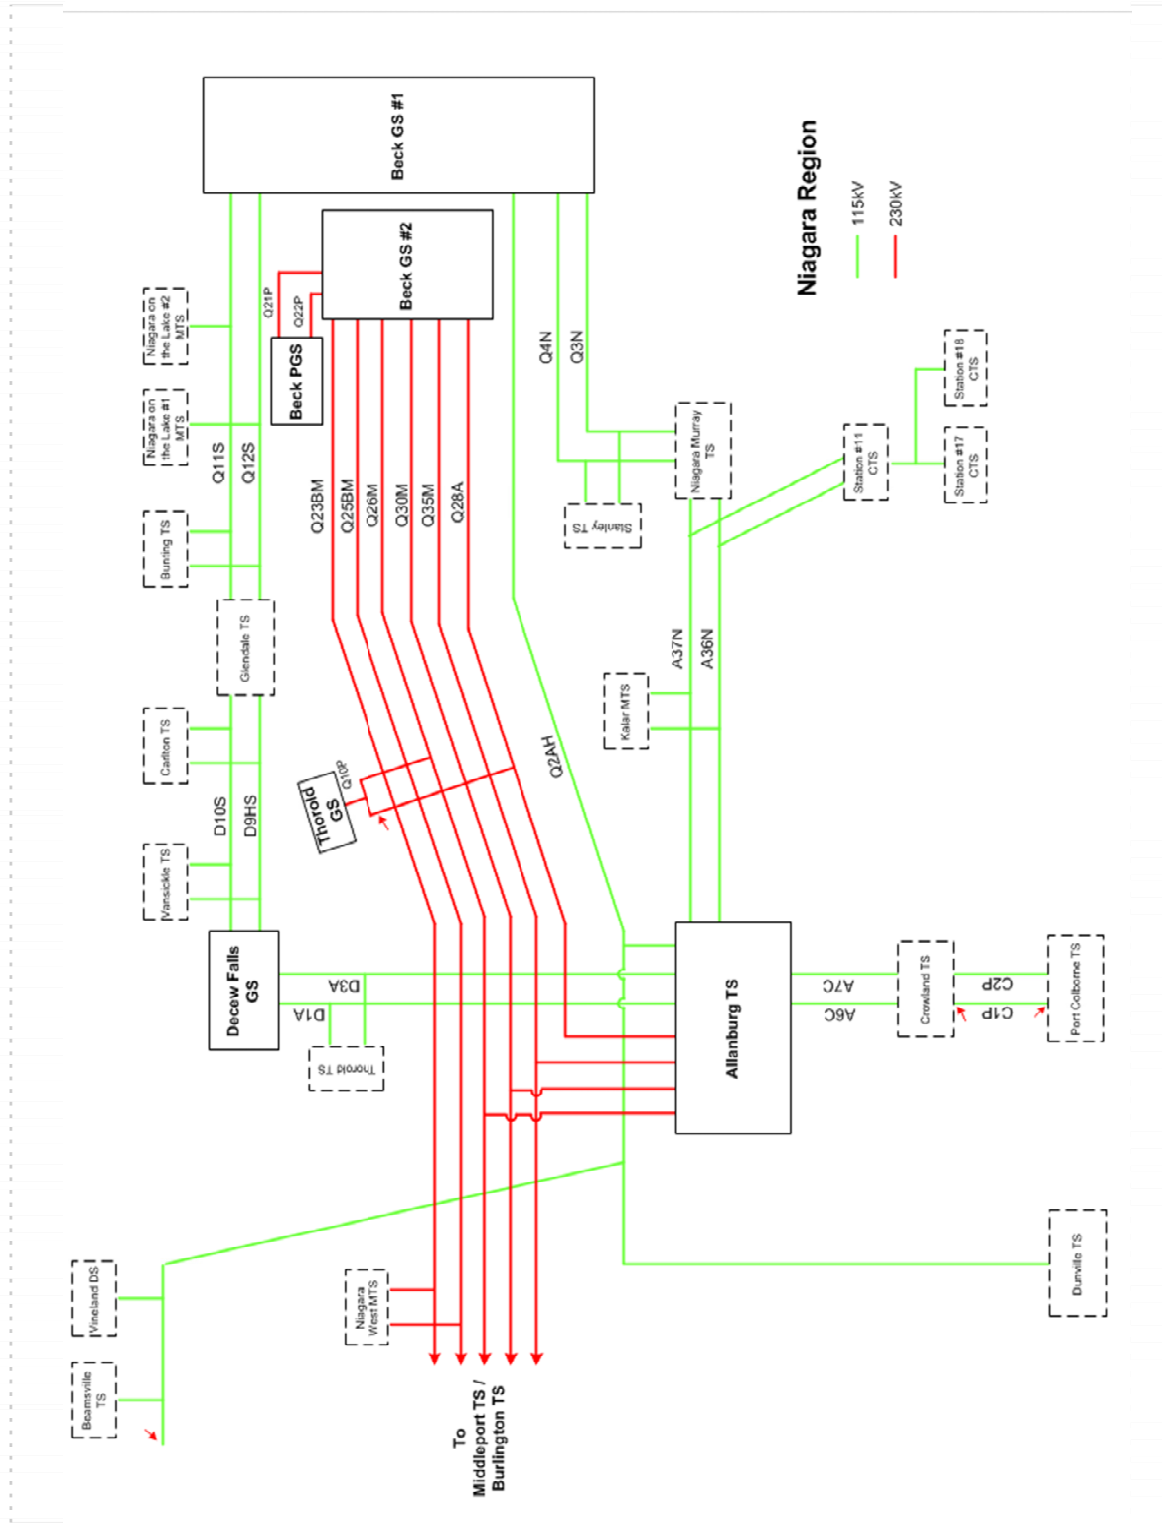 Niagara Region
115kV
230kV
Beck GS #1
Beck GS #2
Beck PGS
Q21P
Q22P
Niagara on
the Lake #2
MTS
Niagara on
the Lake #1
MTS
Q11S
Q12S
Bunting TS
Glendale TS
Carlton TS
D10S
D9HS
Vansickle TS
Decew Falls
GS
Q23BM
Q25BM
Q26M
Q30M
Q35M
Q28A
Q4N
Q3N
Niagara Murray
TS
Stanley TS
Station #11
CTS
Station #18
CTS
Station #17
CTS
A37N
A36N
Kalar MTS
Q2AH
Thorold
GS
Q10P
D3A
D1A
Thorold TS
Allanburg TS
A7C
A6C
Crowland TS
C2P
C1P
Port Colborne TS
Dunville TS
Niagara
West MTS
Vineland DS
Beamsville
TS
To
Middleport TS /
Burlington TS